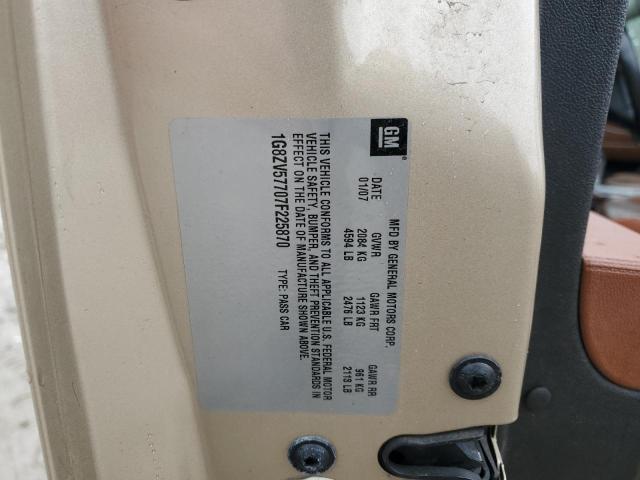 GM
MFD BY GENERAL MOTORS CORP.
DATE GVWR GAWR FRT GAWR RR
01/07 2084 KG 1123 KG 961 KG
4594 LB 2476 LB 2118 LB
THIS VEHICLE CONFORMS TO ALL APPLICABLE U.S. FEDERAL MOTOR
VEHICLE SAFETY, BUMPER, AND THEFT PREVENTION STANDARDS IN
EFFECT ON THE DATE OF MANUFACTURE SHOWN ABOVE.
1G8ZV57707F225870 TYPE: PASS CAR